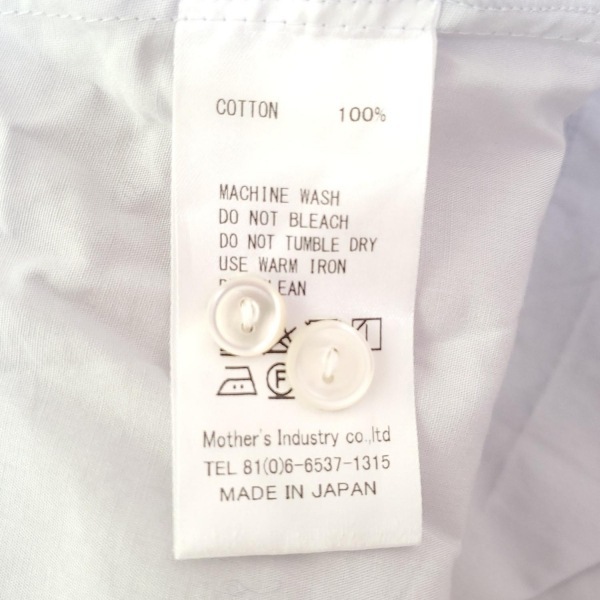 COTTON 100%
MACHINE WASH
DO NOT BLEACH
DO NOT TUMBLE DRY
USE WARM IRON
Mother's Industry co.,ltd
TEL 81(0)6-6537-1315
MADE IN JAPAN